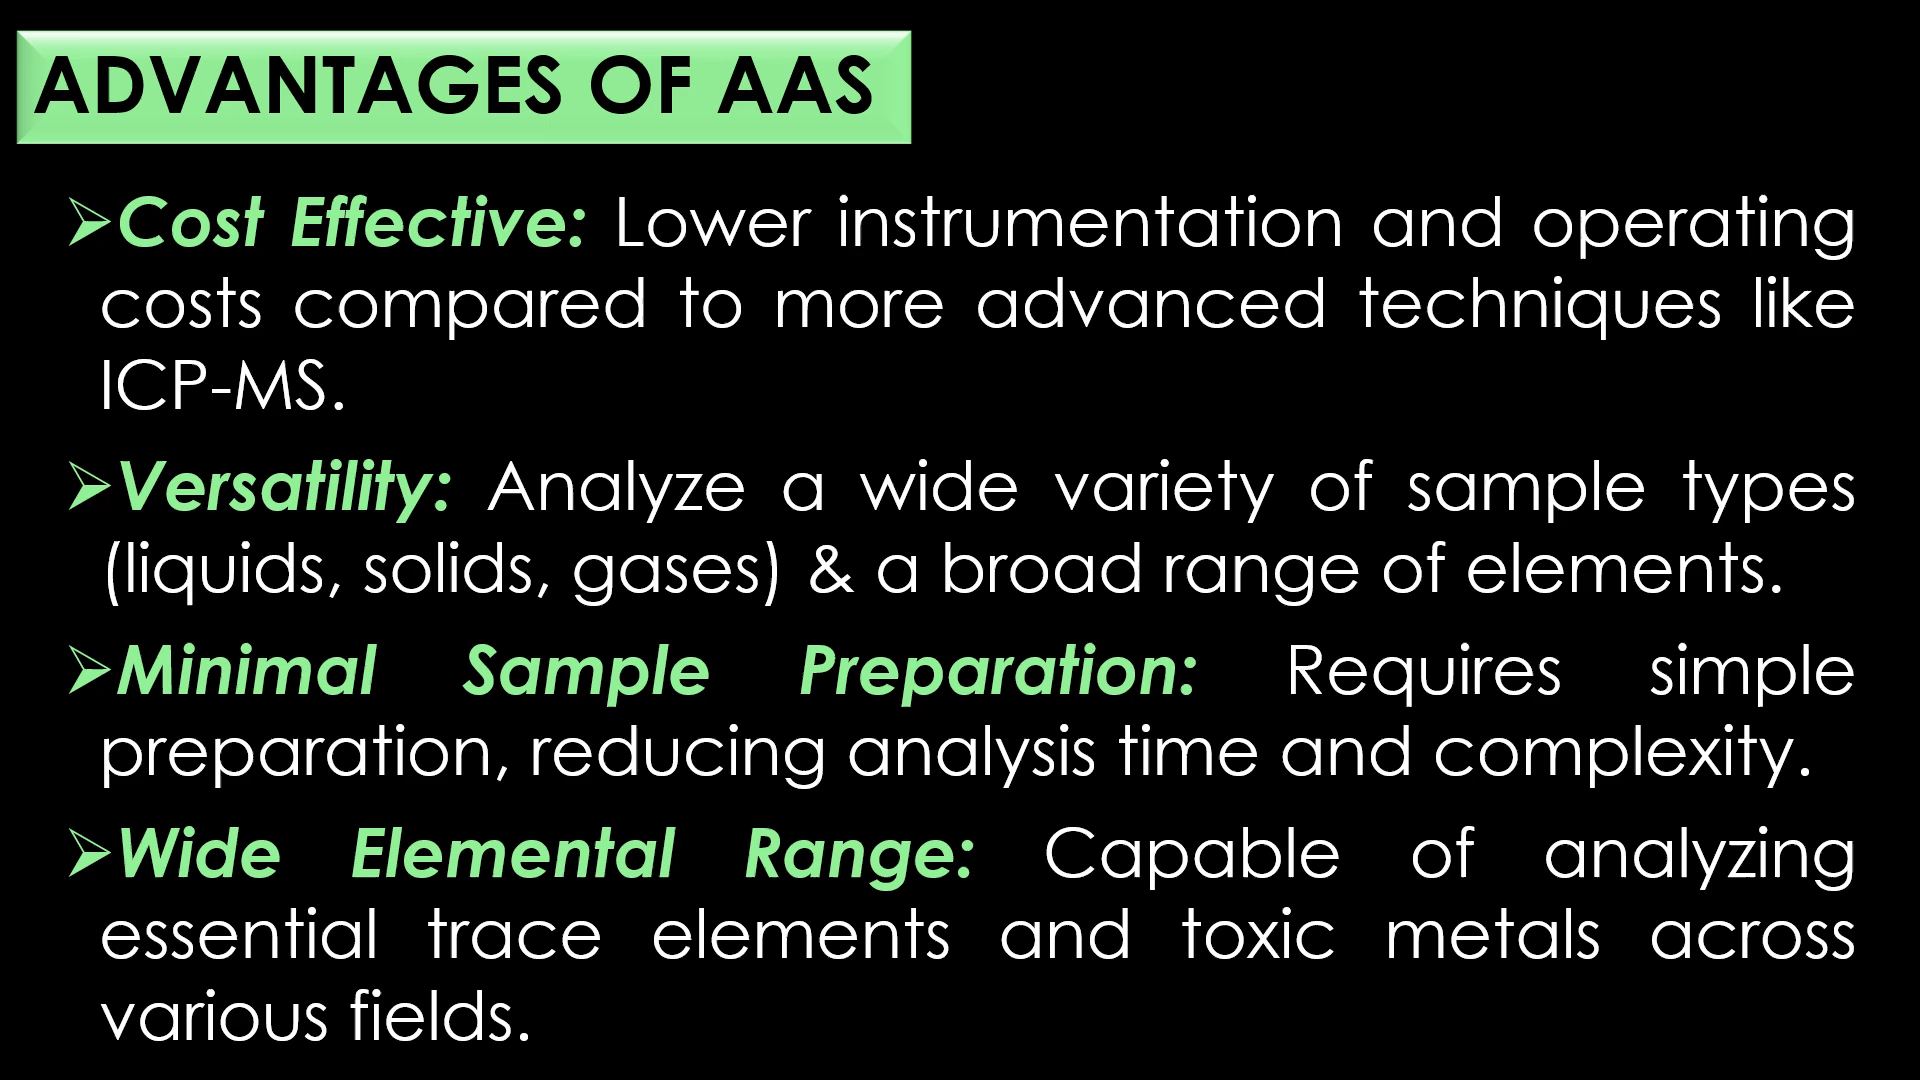 ADVANTAGES OF AAS
➢Cost Effective: Lower instrumentation and operating
costs compared to more advanced techniques like
ICP-MS.
➢Versatility: Analyze a wide variety of sample types
(liquids, solids, gases) & a broad range of elements.
➢Minimal Sample Preparation: Requires simple
preparation, reducing analysis time and complexity.
➢Wide Elemental Range: Capable of analyzing
essential trace elements and toxic metals across
various fields.